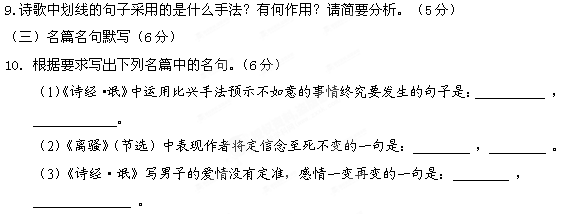 9.诗歌中划线的句子采用的是什么手法？有何作用？请简要分析。（5分）
（三）名篇名句默写（6分）
10. 根据要求写出下列名篇中的名句。（6分）
（1）《诗经·氓》中运用比兴手法预示不如意的事情终究要发生的句子是：__________，
____________。
（2）《离骚》（节选）中表现作者将定信念至死不变的一句是：________，________。
（3）《诗经·氓》写男子的爱情没有定准，感情一变再变的一句是：________，
______________。